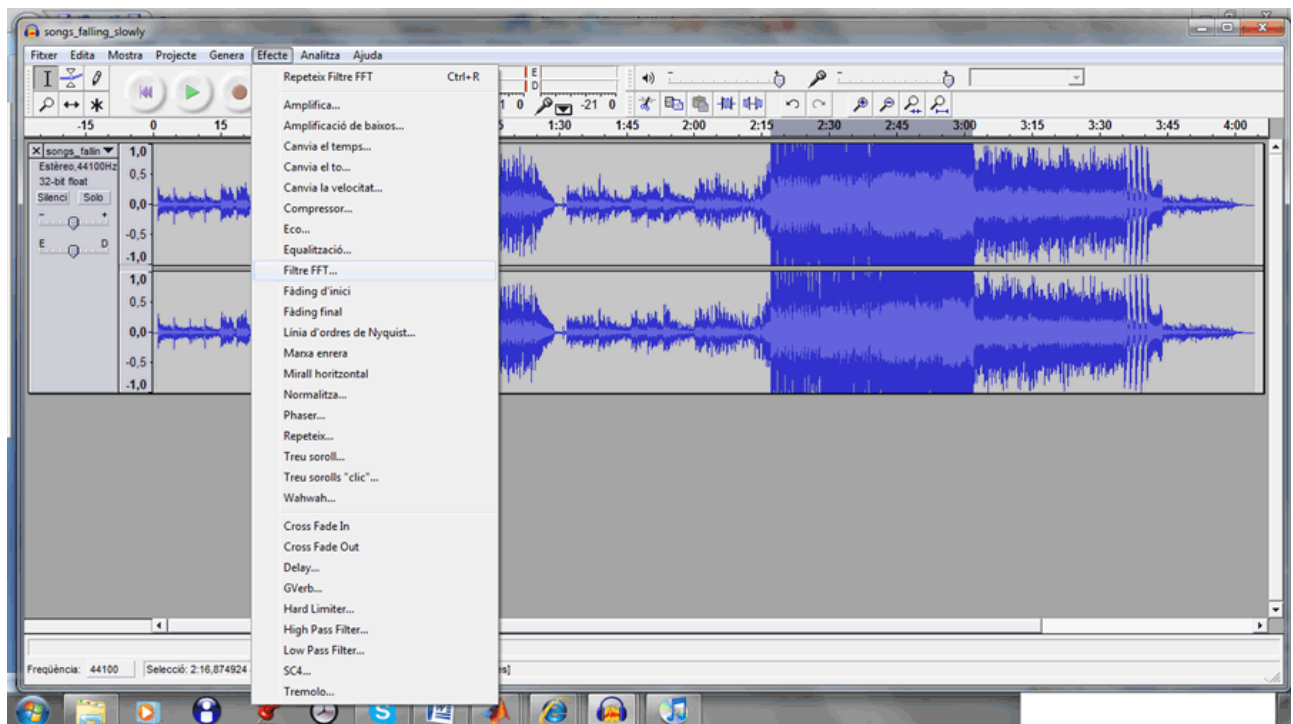 songs_falling_slowly
Fitxer Edita Mostra Projecte Genera Efecte Analitza Ajuda
E
D
0 -21 0
-15 0 15 1:30 1:45 2:00 2:15 2:30 2:45 3:00 3:15 3:30 3:45 4:00
songs_fallin
Estèreo,44100Hz
32-bit float
Silenci Solo
- +
E D
1,0
0,5
0,0
-0,5
-1,0
1,0
0,5
0,0
-0,5
-1,0
Repeteix Filtre FFT Ctrl+R
Amplifica...
Amplificació de baixos...
Canvia el temps...
Canvia el to...
Canvia la velocitat...
Compressor...
Eco...
Equalització...
Filtre FFT...
Fàding d'inici
Fàding final
Línia d'ordres de Nyquist...
Marxa enrera
Mirall horitzontal
Normalitza...
Phaser...
Repeteix...
Treu soroll...
Treu sorolls "clic"...
Wahwah...
Cross Fade In
Cross Fade Out
Delay...
GVerb...
Hard Limiter...
High Pass Filter...
Low Pass Filter...
SC4...
Tremolo...
Freqüència: 44100 Selecció: 2:16,874924